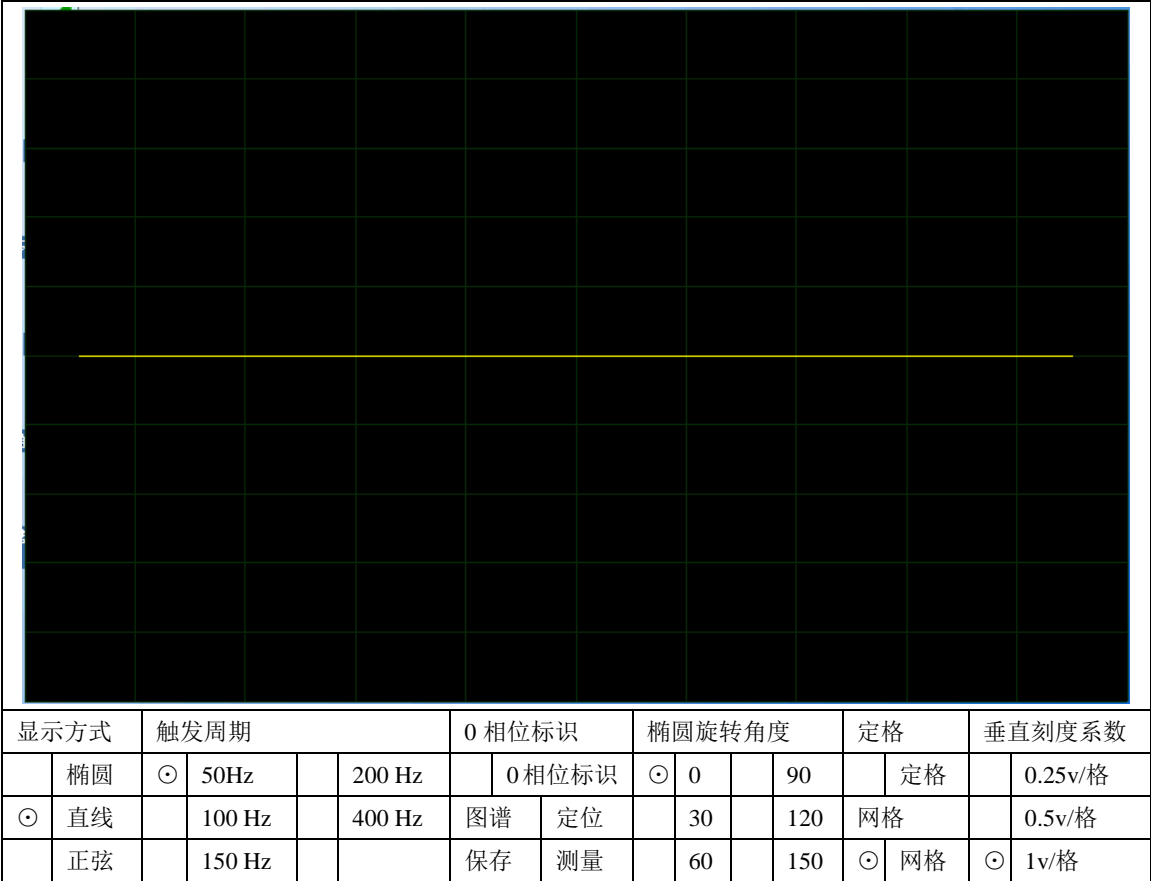 显示方式 触发周期 0 相位标识 椭圆旋转角度 定格 垂直刻度系数
椭圆 ⊙ 50Hz 200 Hz 0相位标识 ⊙ 0 90 定格 0.25v/格
⊙ 直线 100 Hz 400 Hz 图谱 定位 30 120 网格 0.5v/格
正弦 150 Hz 保存 测量 60 150 ⊙ 网格 ⊙ 1v/格